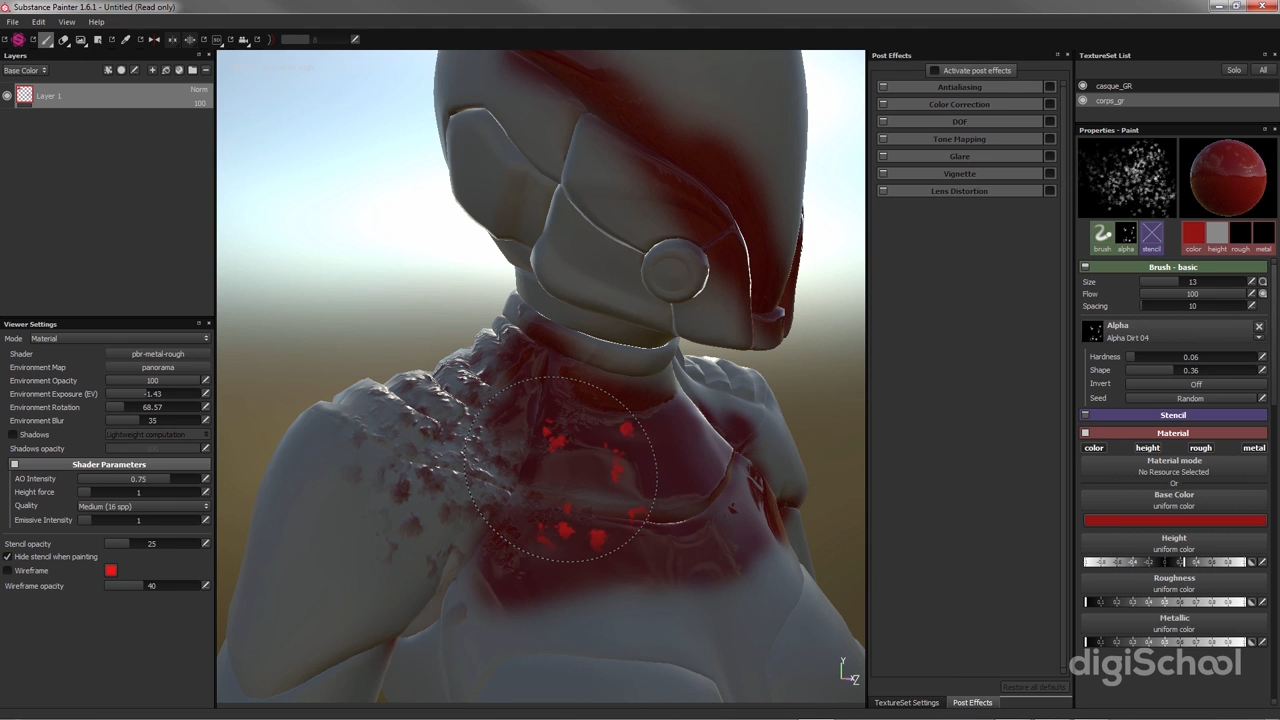 Substance Painter 1.6.1 - Untitled (Read only)
File Edit View Help
Layers
Base Color
Layer 1
Norm
100
Viewer Settings
Mode Material
Shader pbr-metal-rough
Environment Map panorama
Environment Opacity 100
Environment Exposure (EV) -1.43
Environment Rotation 68.57
Environment Blur 35
Shadows Lightweight computation
Shadows opacity
Shader Parameters
AO Intensity 0.75
Height force 1
Quality Medium (16 spp)
Emissive Intensity 1
Stencil opacity 25
Hide stencil when painting
Wireframe
Wireframe opacity 40
Y
Z
Post Effects
Activate post effects
Antialiasing
Color Correction
DOF
Tone Mapping
Glare
Vignette
Lens Distortion
Restore all defaults
TextureSet Settings Post Effects
TextureSet List
Solo All
casque_GR
corps_gr
Properties - Paint
brush alpha stencil color height rough metal
Brush - basic
Size 13
Flow 100
Spacing 10
Alpha
Alpha Dirt 04
Hardness 0.06
Shape 0.36
Invert Off
Seed Random
Stencil
Material
color height rough metal
Material mode
No Resource Selected
Or
Base Color
uniform color
Height
uniform color
Roughness
uniform color
Metallic
uniform color
digiSchool